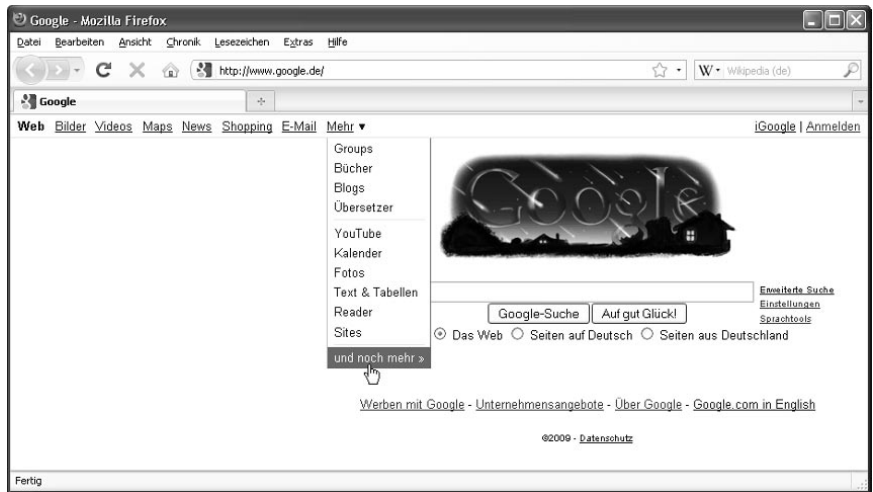 Google - Mozilla Firefox
Datei Bearbeiten Ansicht Chronik Lesezeichen Extras Hilfe
http://www.google.de/ W Wikipedia (de)
Google
Web Bilder Videos Maps News Shopping E-Mail Mehr ▼ iGoogle | Anmelden
Groups
Bücher
Blogs
Übersetzer
YouTube
Kalender
Fotos
Text & Tabellen
Reader
Sites
und noch mehr »
Google
Erweiterte Suche
Einstellungen
Sprachtools
Google-Suche Auf gut Glück!
Das Web Seiten auf Deutsch Seiten aus Deutschland
Werben mit Google - Unternehmensangebote - Über Google - Google.com in English
©2009 - Datenschutz
Fertig